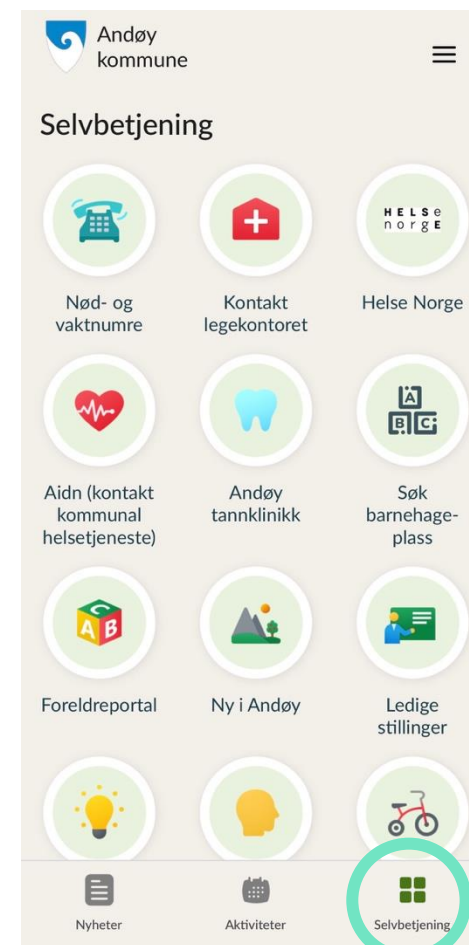 Andøy
kommune
Selvbetjening
HELSe
norgE
Nød- og
vaktnumre
Kontakt
legekontoret
Helse Norge
A
B C
Aidn (kontakt
kommunal
helsetjeneste)
Andøy
tannklinikk
Søk
barnehage-
plass
C
A B
Foreldreportal
Ny i Andøy
Ledige
stillinger
Nyheter
Aktiviteter
Selvbetjening